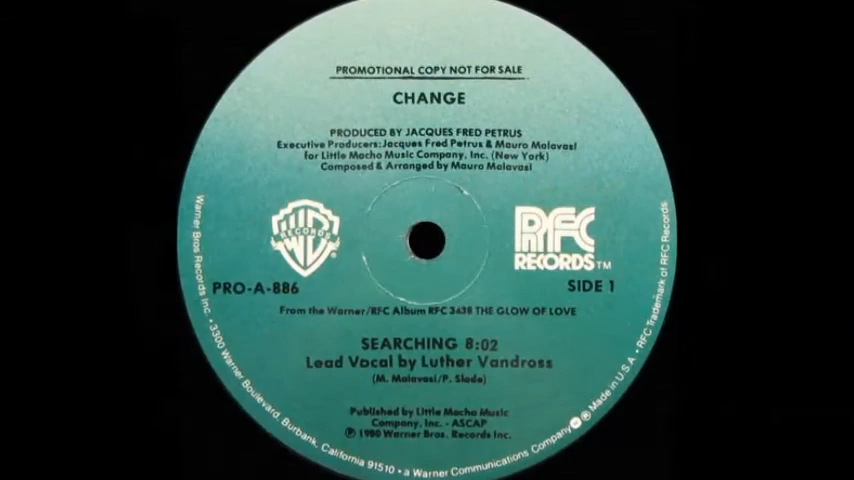 PROMOTIONAL COPY NOT FOR SALE
CHANGE
PRODUCED BY JACQUES FRED PETRUS
Executive Producers: Jacques Fred Petrus & Mauro Malavasi
for Little Macho Music Company, Inc. (New York)
Composed & Arranged by Mauro Malavasi
WB RECORDS
RFC RECORDS™
PRO-A-886
SIDE 1
From the Warner/RFC Album RFC 3438 THE GLOW OF LOVE
SEARCHING 8:02
Lead Vocal by Luther Vandross
(M. Malavasi/P. Slade)
Published by Little Macho Music
Company, Inc. - ASCAP
℗ 1980 Warner Bros. Records Inc.
Warner Bros Records Inc. • 3300 Warner Boulevard, Burbank, California 91510 • a Warner Communications Company ® Made in U.S.A. • RFC Trademark of RFC Records